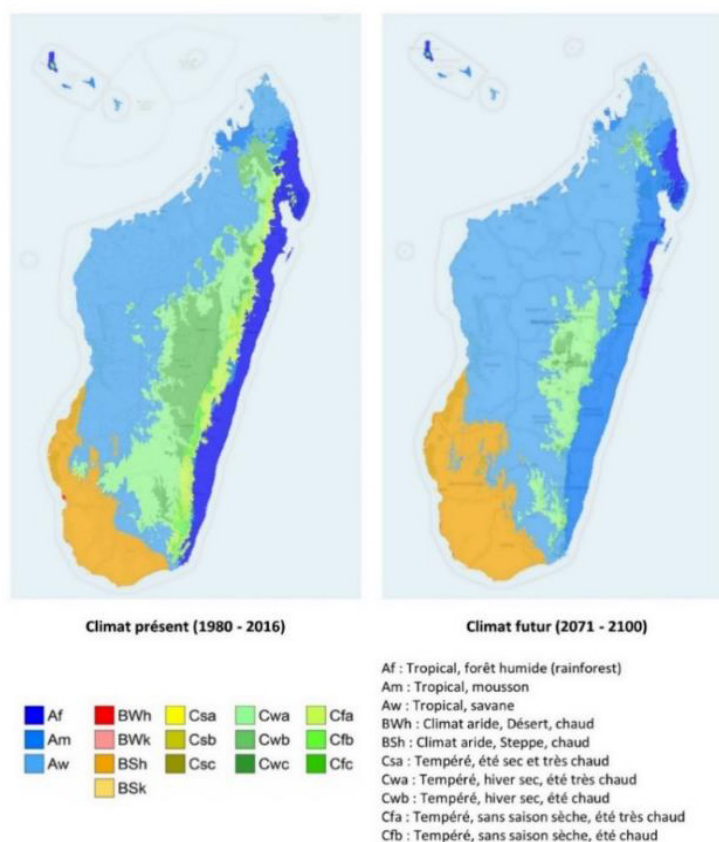 Climat présent (1980 - 2016)
Climat futur (2071 - 2100)
Af
Am
Aw
BWh
BWk
BSh
BSk
Csa
Csb
Csc
Cwa
Cwb
Cwc
Cfa
Cfb
Cfc
Af : Tropical, forêt humide (rainforest)
Am : Tropical, mousson
Aw : Tropical, savane
BWh : Climat aride, Désert, chaud
BSh : Climat aride, Steppe, chaud
Csa : Tempéré, été sec et très chaud
Cwa : Tempéré, hiver sec, été très chaud
Cwb : Tempéré, hiver sec, été chaud
Cfa : Tempéré, sans saison sèche, été très chaud
Cfb : Tempéré, sans saison sèche, été chaud